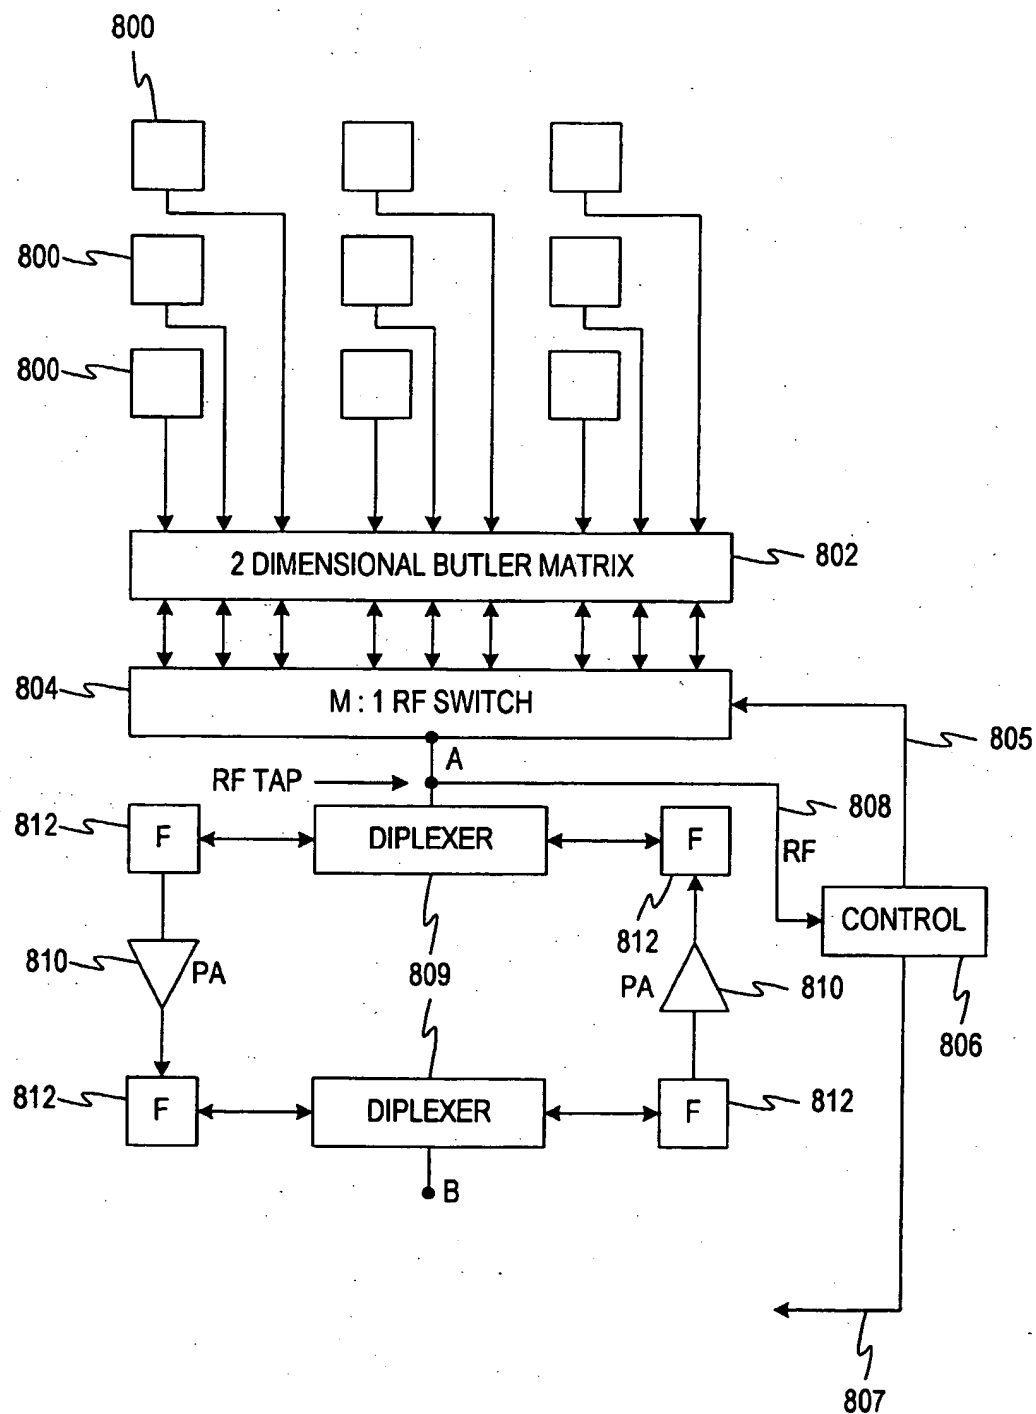 800
800
800
2 DIMENSIONAL BUTLER MATRIX
802
804
M : 1 RF SWITCH
805
A
RF TAP
808
812
F
DIPLEXER
F
RF
812
CONTROL
810
PA
809
PA
810
806
812
F
DIPLEXER
F
812
B
807